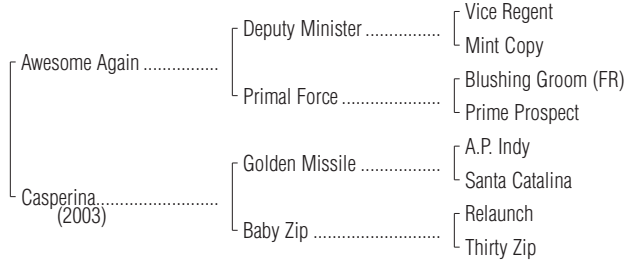 Vice Regent
Deputy Minister ..................
Mint Copy
Awesome Again ...............
Blushing Groom (FR)
Primal Force .......................
Prime Prospect
A.P. Indy
Golden Missile ...................
Santa Catalina
Casperina........................
(2003)
Relaunch
Baby Zip .............................
Thirty Zip